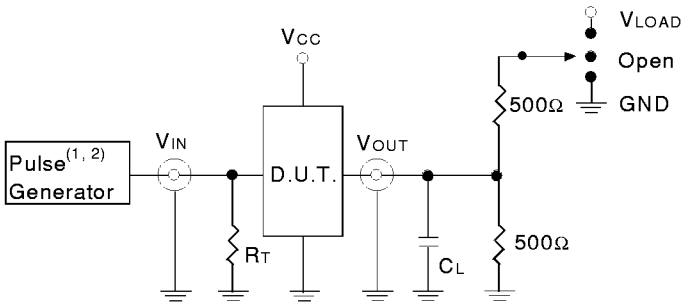 VLOAD
VCC
Open
500Ω
GND
VIN
VOUT
Pulse(1, 2)
Generator
D.U.T.
RT
CL
500Ω